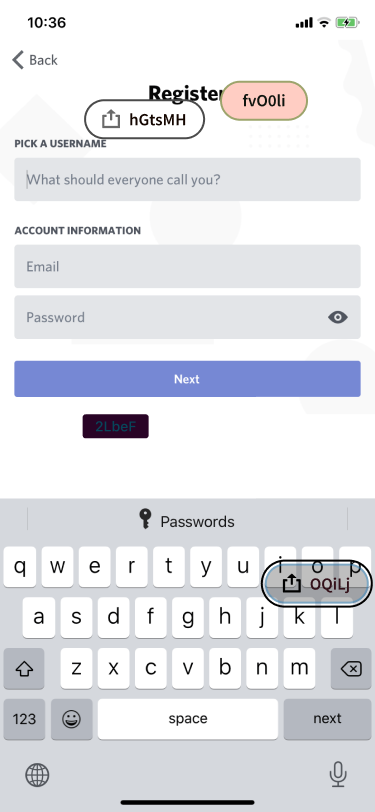 10:36
Back
Register
fvO0li
hGtsMH
PICK A USERNAME
What should everyone call you?
ACCOUNT INFORMATION
Email
Password
Next
2LbeF
Passwords
q w e r t y u i o p
OQiLj
a s d f g h j k l
z x c v b n m
123 space next